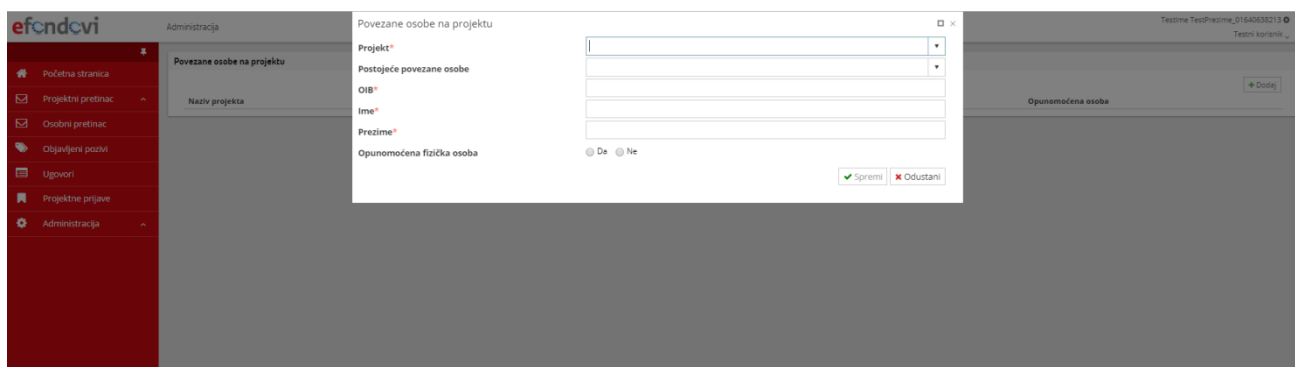 efondovi
Administracija
Testime TestPrezime_01640638213
Testni korisnik
Početna stranica
Projektni pretinac
Osobni pretinac
Objavljeni pozivi
Ugovori
Projektne prijave
Administracija
Povezane osobe na projektu
+ Dodaj
Naziv projekta
Opunomoćena osoba
Povezane osobe na projektu
Projekt*
Postojeće povezane osobe
OIB*
Ime*
Prezime*
Opunomoćena fizička osoba Da Ne
Spremi Odustani